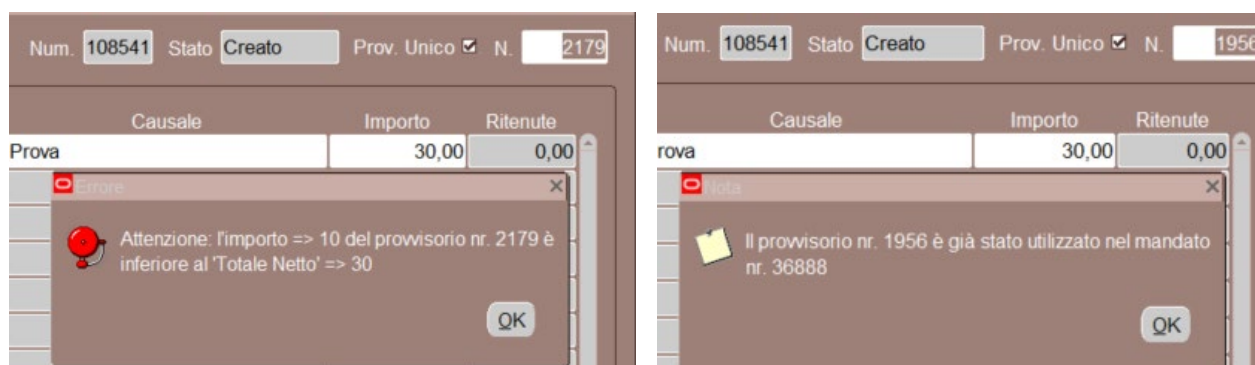 Num. 108541 Stato Creato Prov. Unico N. 2179
Causale Importo Ritenute
Prova 30,00 0,00
Errore
Attenzione: l'importo => 10 del provvisorio nr. 2179 è
inferiore al 'Totale Netto' => 30
OK
Num. 108541 Stato Creato Prov. Unico N. 1956
Causale Importo Ritenute
rova 30,00 0,00
Nota
Il provvisorio nr. 1956 è già stato utilizzato nel mandato
nr. 36888
OK